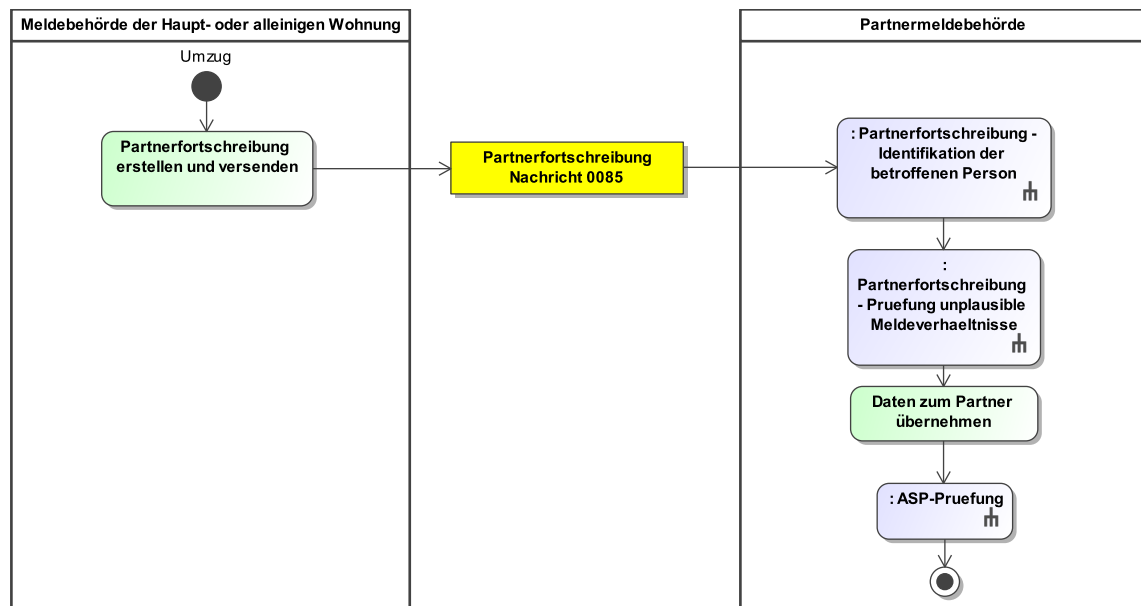 Meldebehörde der Haupt- oder alleinigen Wohnung
Umzug
Partnerfortschreibung
erstellen und versenden
Partnerfortschreibung
Nachricht 0085
Partnermeldebehörde
: Partnerfortschreibung -
Identifikation der
betroffenen Person
:
Partnerfortschreibung
- Pruefung unplausible
Meldeverhaeltnisse
Daten zum Partner
übernehmen
: ASP-Pruefung